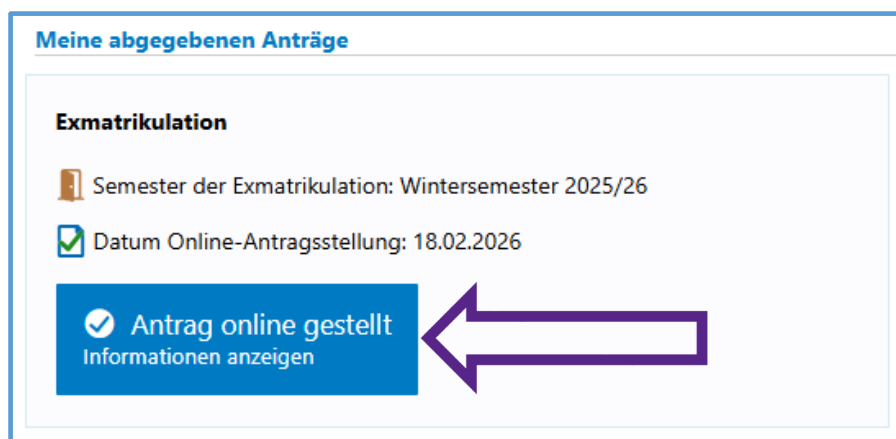 Meine abgegebenen Anträge
Exmatrikulation
Semester der Exmatrikulation: Wintersemester 2025/26
Datum Online-Antragsstellung: 18.02.2026
Antrag online gestellt
Informationen anzeigen